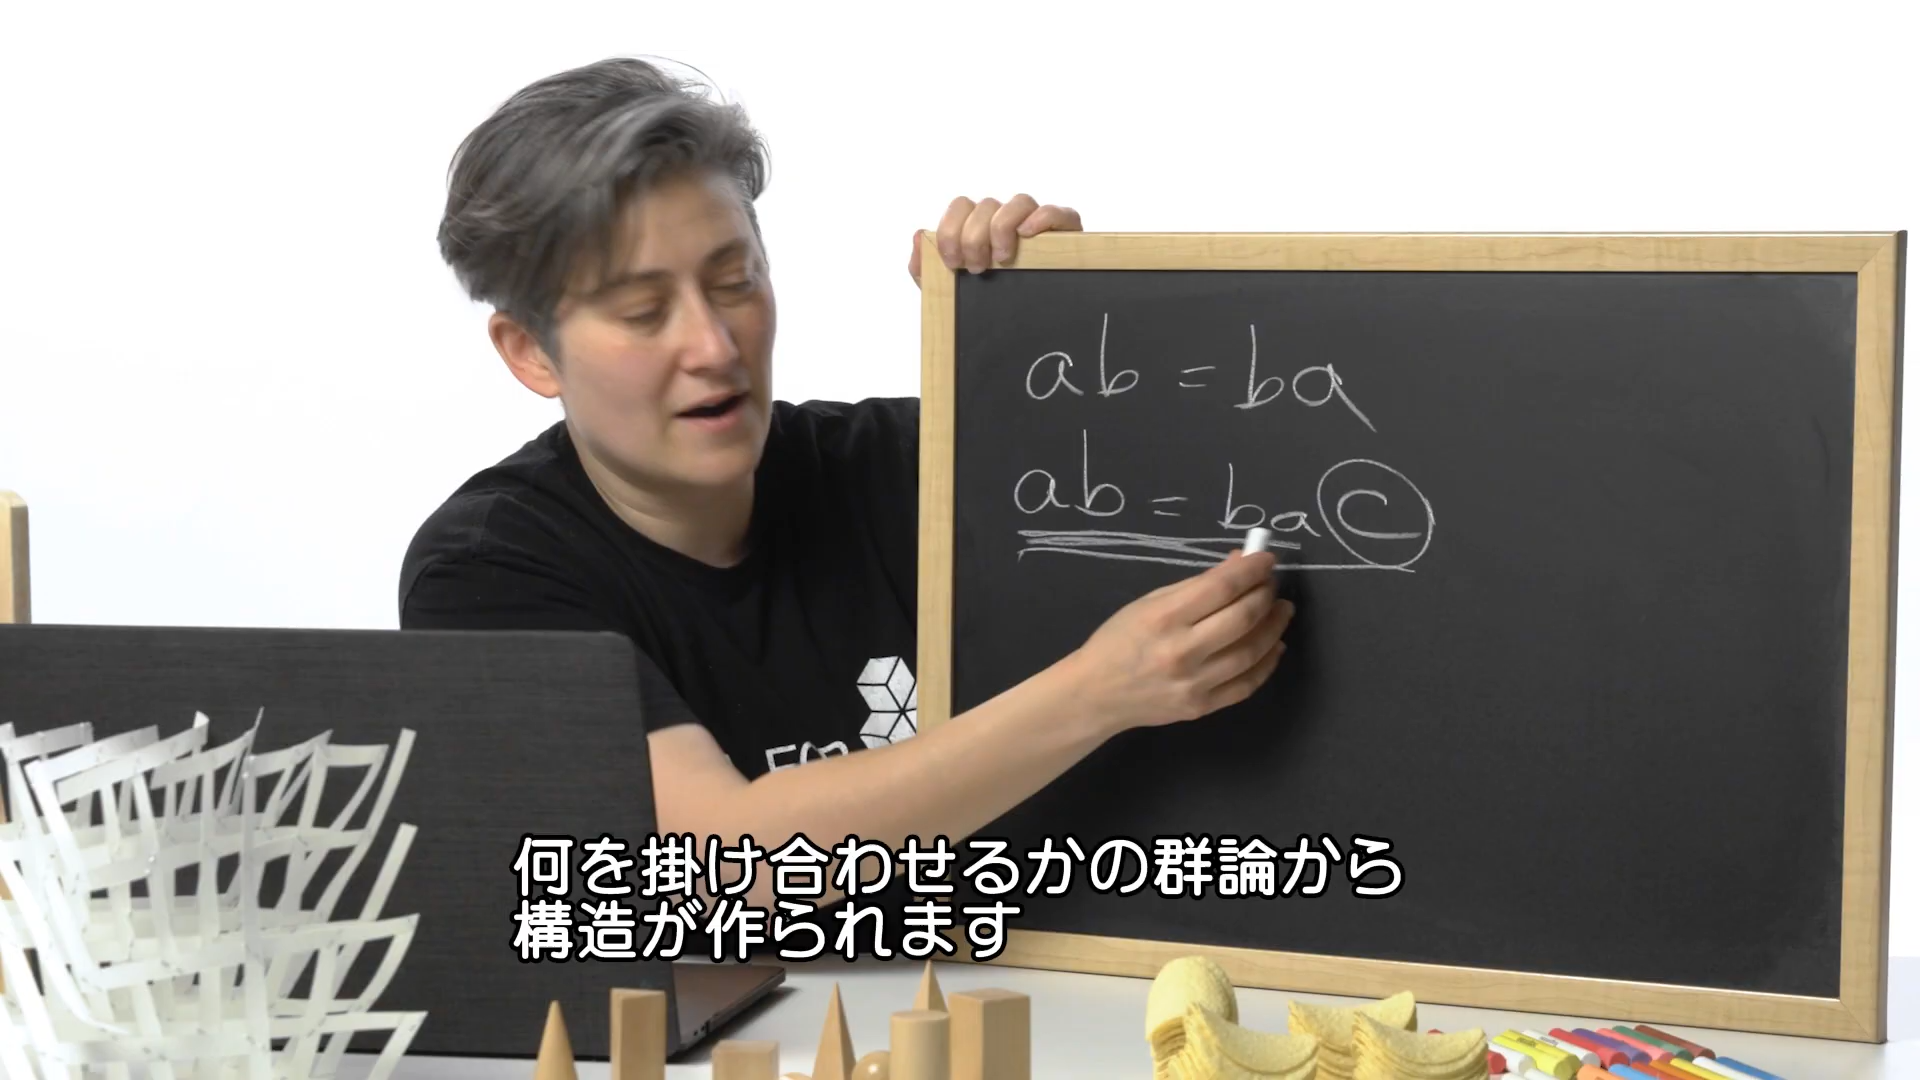 ab = ba
ab = bac
何を掛け合わせるかの群論から
構造が作られます